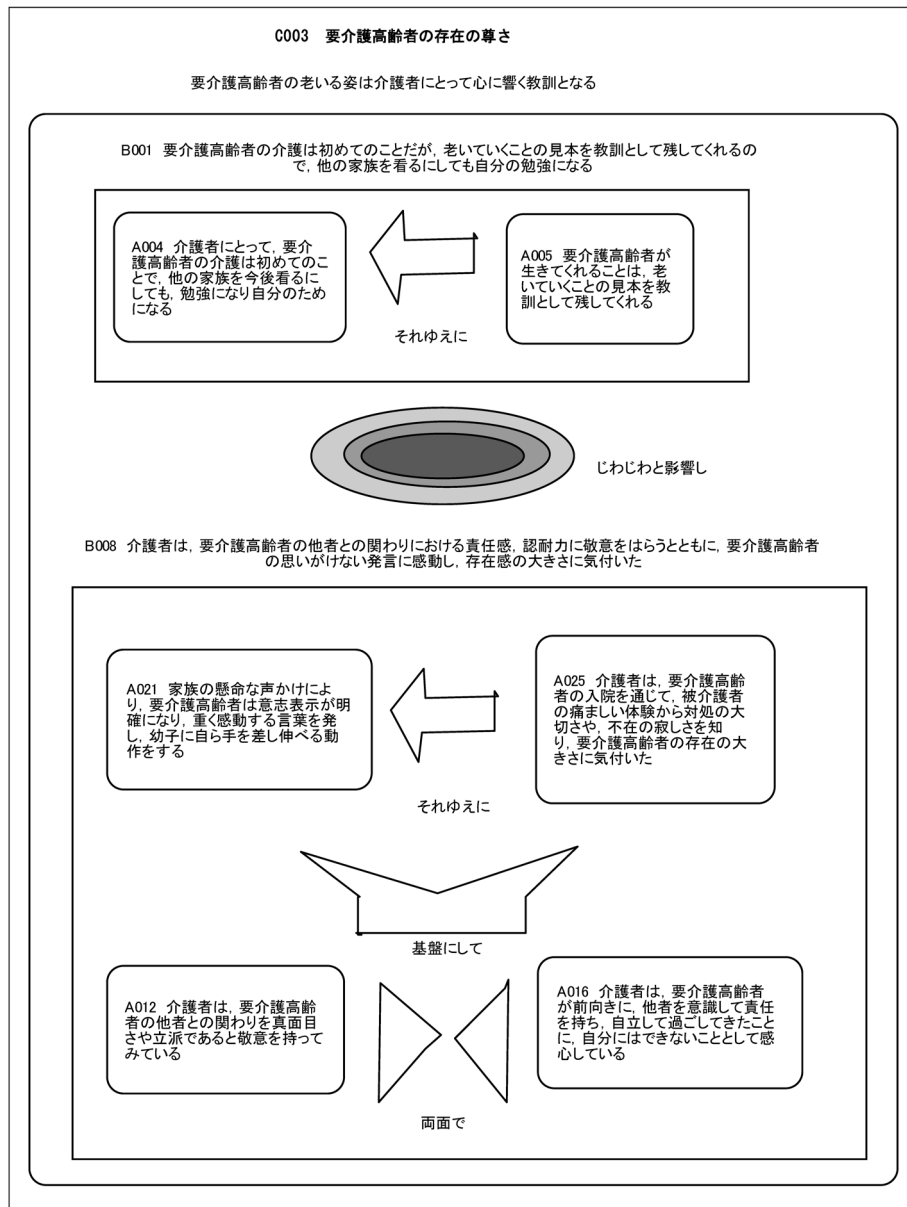 C003 要介護高齢者の存在の尊さ
要介護高齢者の老いる姿は介護者にとって心に響く教訓となる
B001 要介護高齢者の介護は初めてのことだが, 老いていくことの見本を教訓として残してくれるの
で, 他の家族を看るにしても自分の勉強になる
A004 介護者にとって, 要介
護高齢者の介護は初めてのこ
とで, 他の家族を今後看るに
しても, 勉強になり自分のため
になる
A005 要介護高齢者が
生きてくれることは, 老
いていくことの見本を教
訓として残してくれる
それゆえに
じわじわと影響し
B008 介護者は, 要介護高齢者の他者との関わりにおける責任感, 認耐力に敬意をはらうとともに, 要介護高齢者
の思いがけない発言に感動し, 存在感の大きさに気付いた
A021 家族の懸命な声かけによ
り, 要介護高齢者は意志表示が明
確になり, 重く感動する言葉を発
し, 幼子に自ら手を差し伸べる動
作をする
A025 介護者は, 要介護高齢
者の入院を通じて, 被介護者
の痛ましい体験から対処の大
切さや, 不在の寂しさを知
り, 要介護高齢者の存在の大
きさに気付いた
それゆえに
基盤にして
A012 介護者は, 要介護高齢
者の他者との関わりを真面目
さや立派であると敬意を持って
みている
A016 介護者は, 要介護高齢者
が前向きに, 他者を意識して責任
を持ち, 自立して過ごしてきたこと
に, 自分にはできないこととして感
心している
両面で